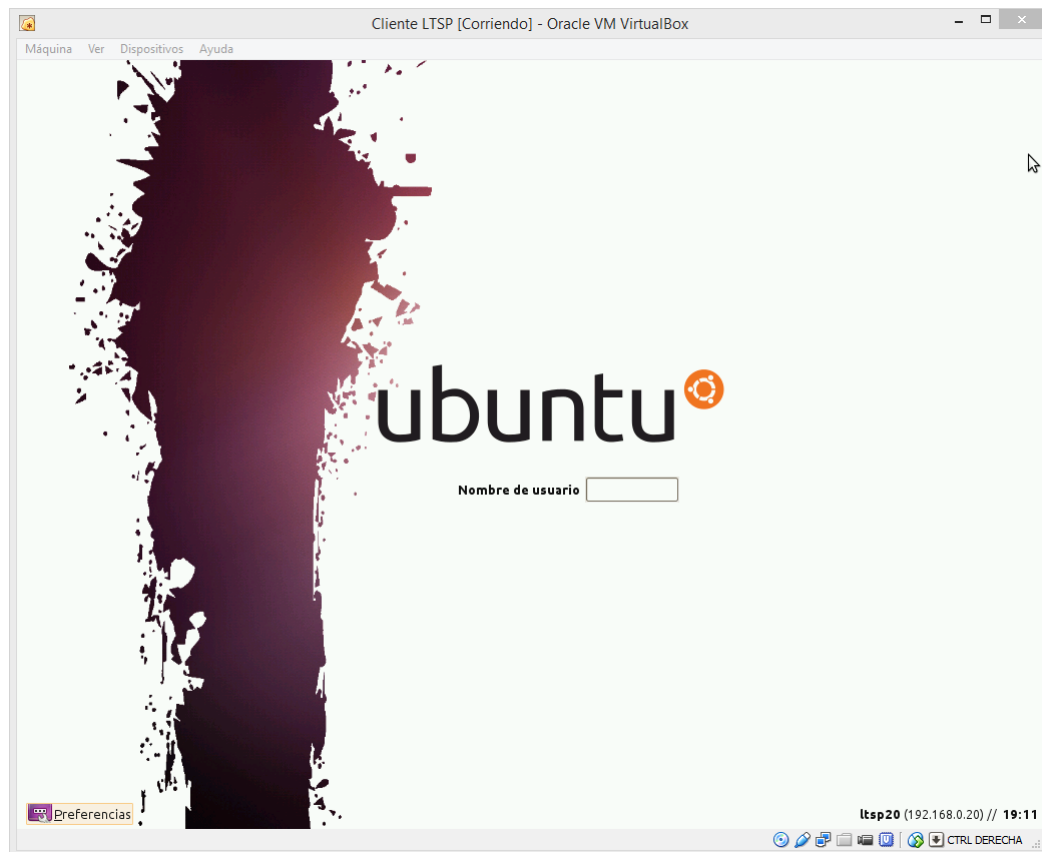 Cliente LTSP [Corriendo] - Oracle VM VirtualBox
Máquina Ver Dispositivos Ayuda
ubuntu
Nombre de usuario
Preferencias
ltsp20 (192.168.0.20) // 19:11
CTRL DERECHA